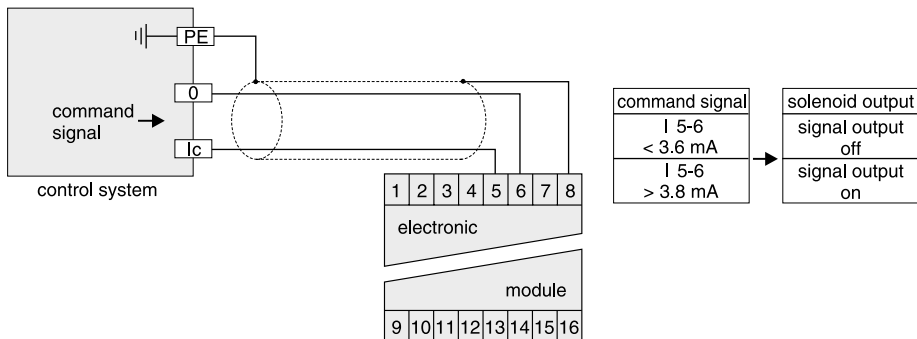 PE
0
command
signal
Ic
control system
1 2 3 4 5 6 7 8
electronic
module
9 10 11 12 13 14 15 16
command signal
I 5-6
< 3.6 mA
I 5-6
> 3.8 mA
solenoid output
signal output
off
signal output
on